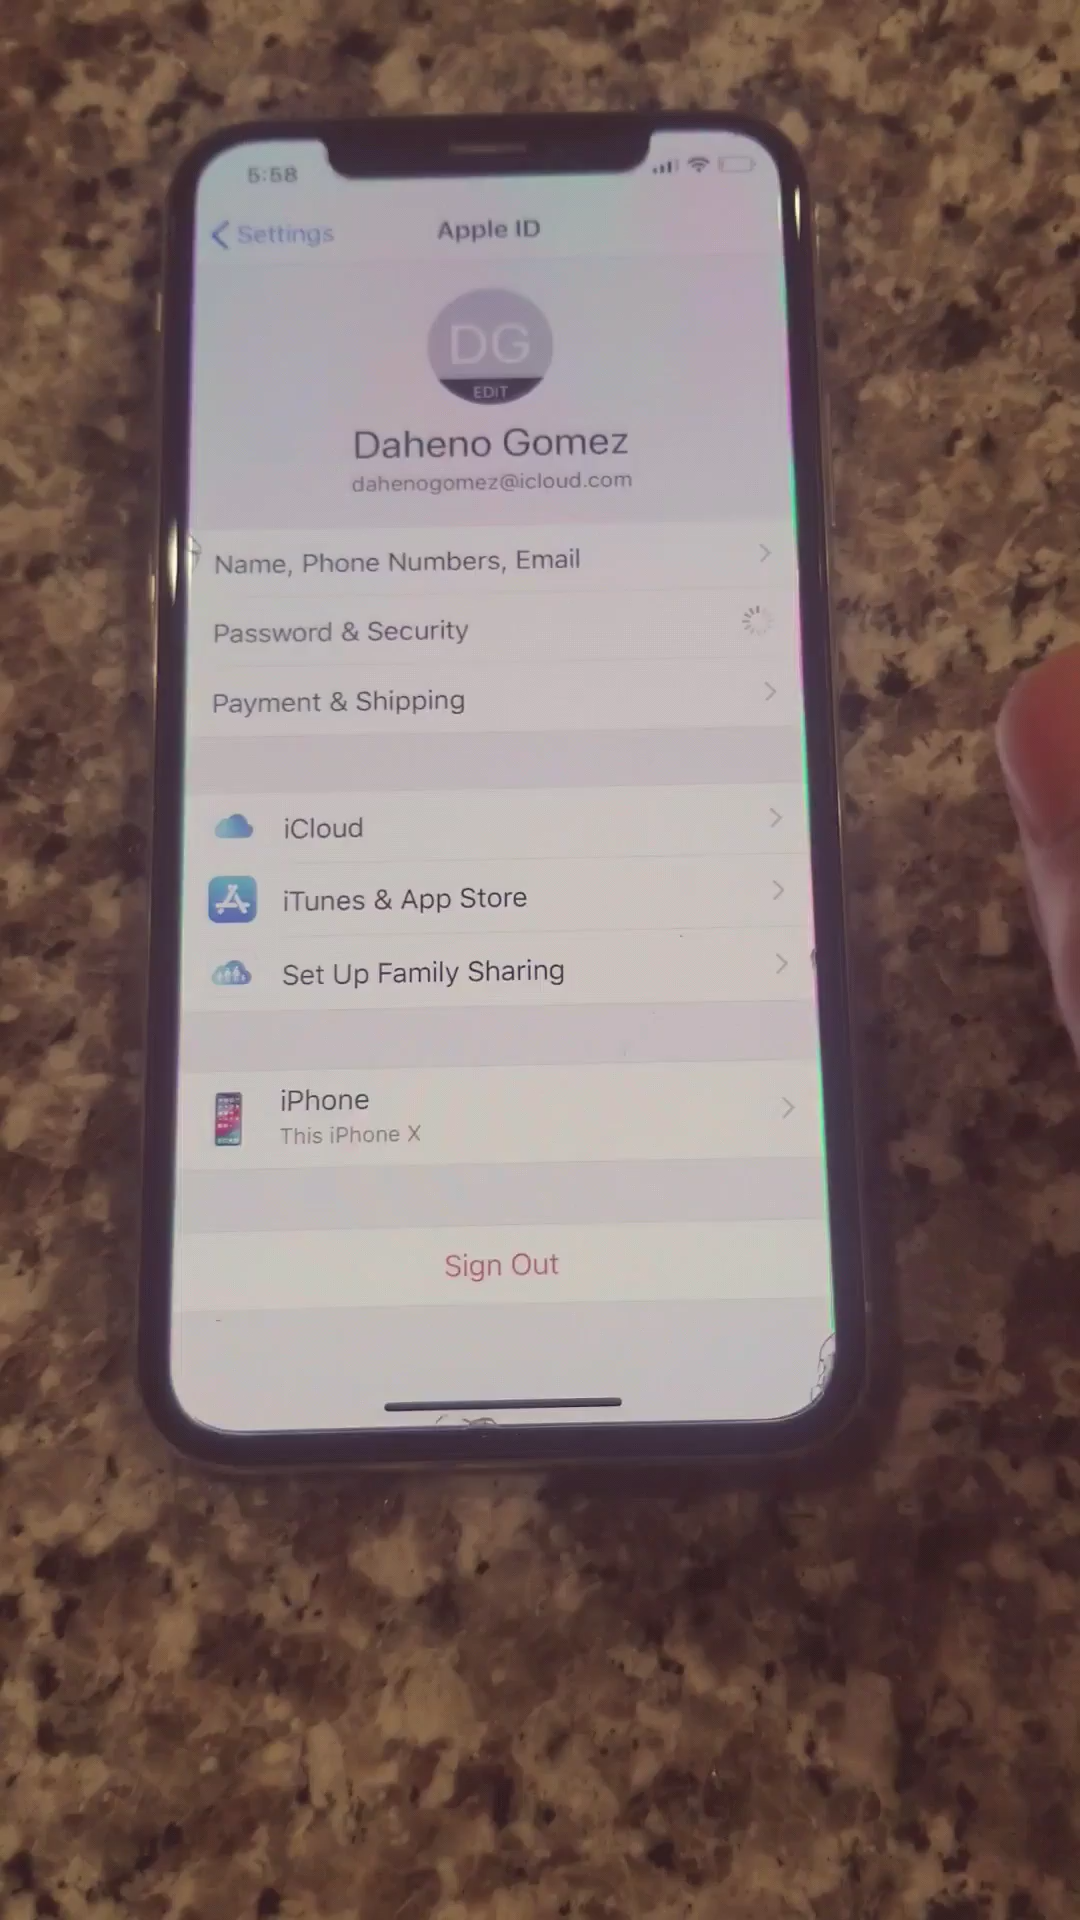 5:58
Settings
Apple ID
DG
EDIT
Daheno Gomez
dahenogomez@icloud.com
Name, Phone Numbers, Email
Password & Security
Payment & Shipping
iCloud
iTunes & App Store
Set Up Family Sharing
iPhone
This iPhone X
Sign Out